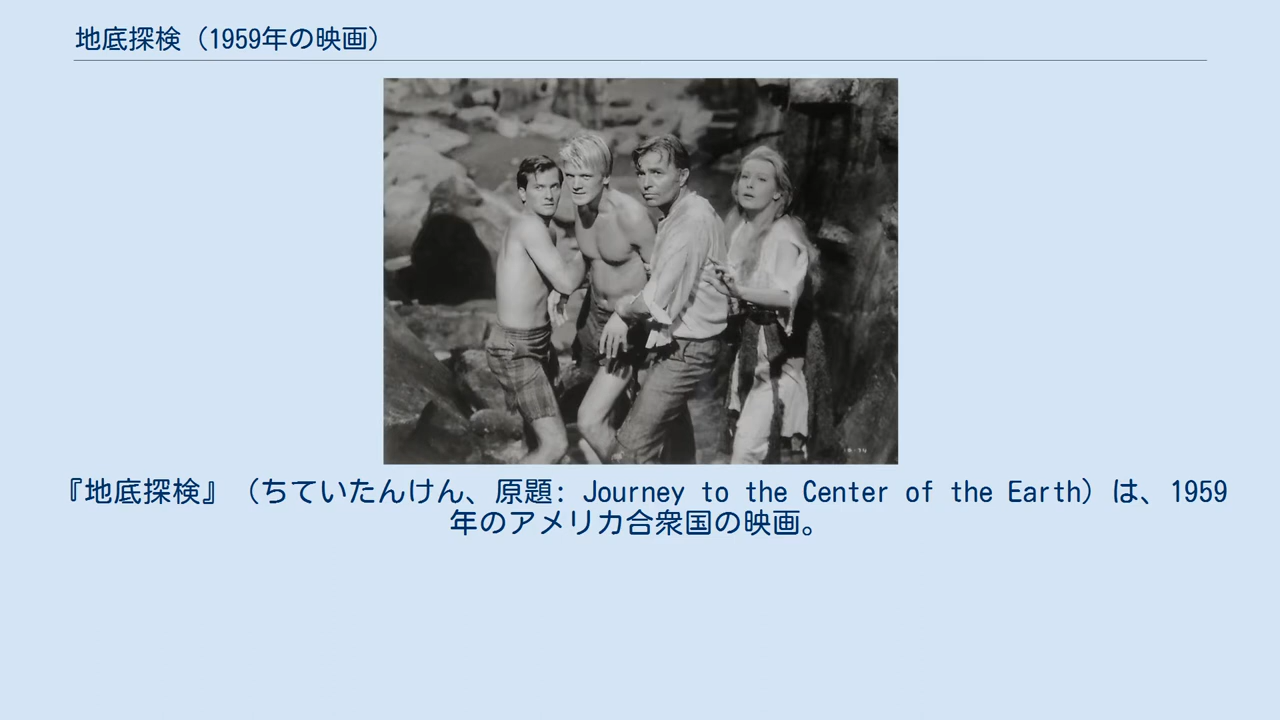 地底探検（1959年の映画）
『地底探検』（ちていたんけん、原題: Journey to the Center of the Earth）は、1959
年のアメリカ合衆国の映画。